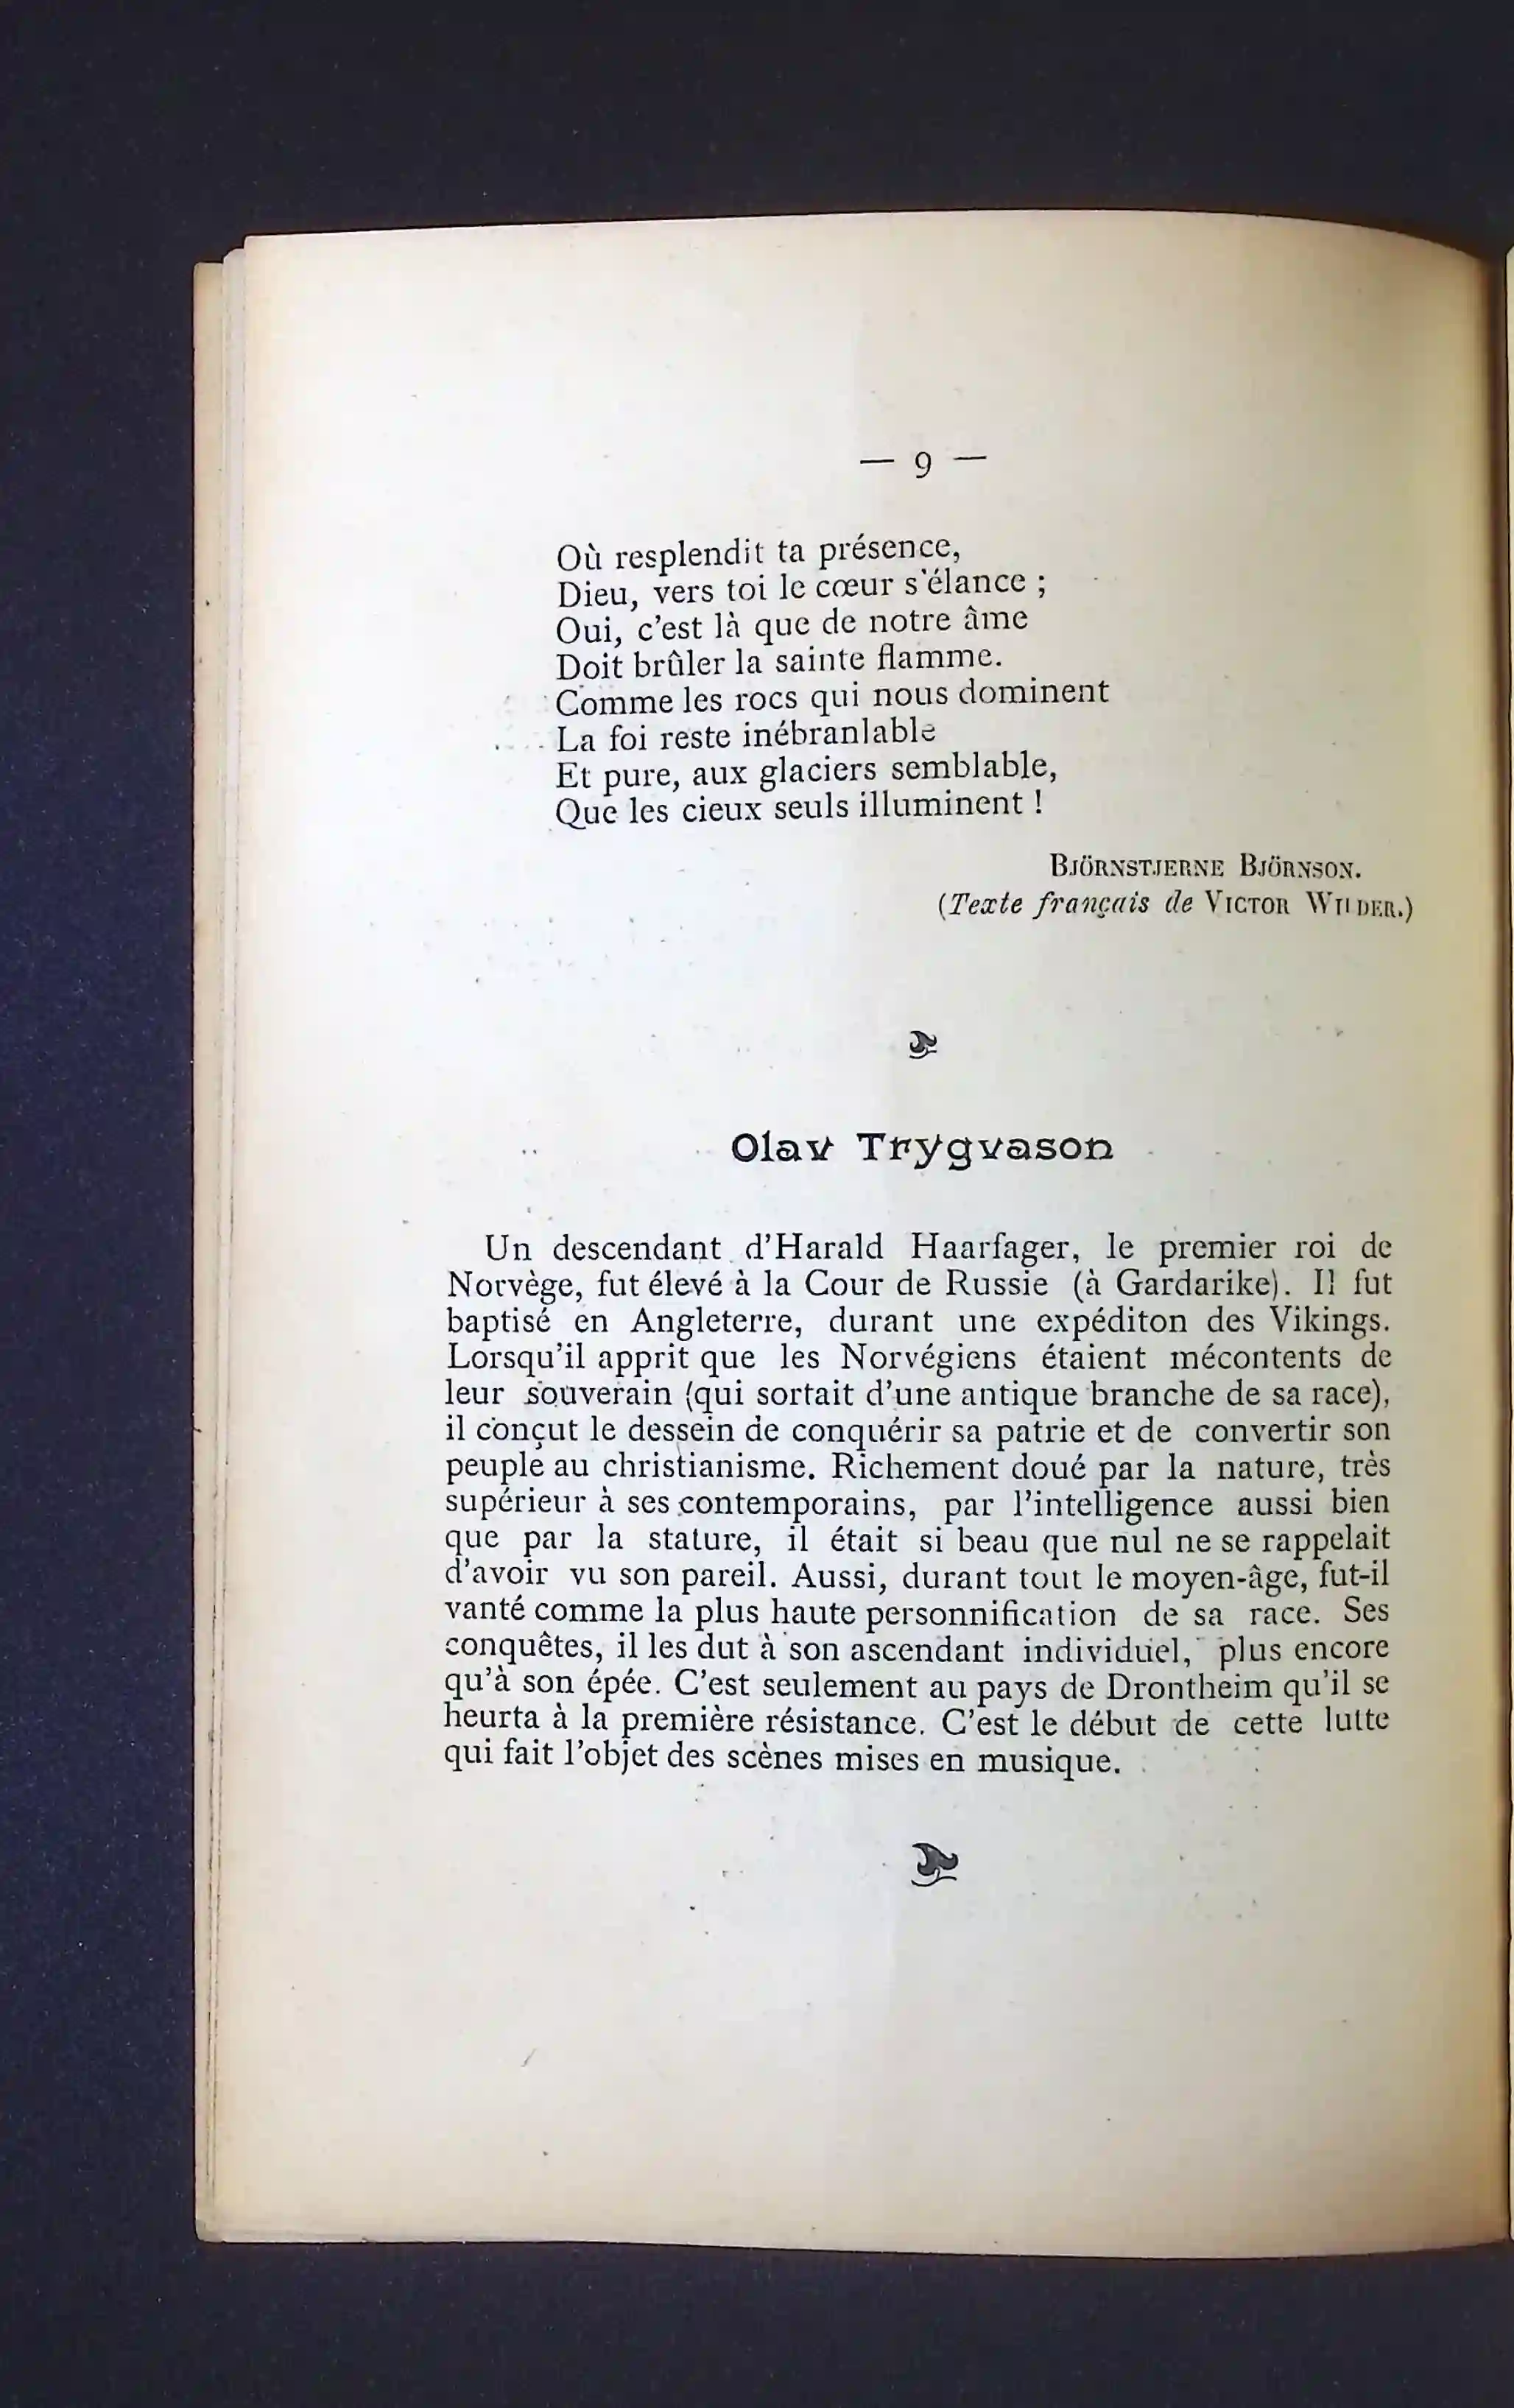 — 9 —
Où resplendit ta présence,
Dieu, vers toi le cœur s'élance ;
Oui, c'est là que de notre âme
Doit brûler la sainte flamme.
Comme les rocs qui nous dominent
La foi reste inébranlable
Et pure, aux glaciers semblable,
Que les cieux seuls illuminent !
BJÖRNSTJERNE BJÖRNSON.
(Texte français de VICTOR WILDER.)
Olav Trygvason
Un descendant d'Harald Haarfager, le premier roi de
Norvège, fut élevé à la Cour de Russie (à Gardarike). Il fut
baptisé en Angleterre, durant une expéditon des Vikings.
Lorsqu'il apprit que les Norvégiens étaient mécontents de
leur souverain (qui sortait d'une antique branche de sa race),
il conçut le dessein de conquérir sa patrie et de convertir son
peuple au christianisme. Richement doué par la nature, très
supérieur à ses contemporains, par l'intelligence aussi bien
que par la stature, il était si beau que nul ne se rappelait
d'avoir vu son pareil. Aussi, durant tout le moyen-âge, fut-il
vanté comme la plus haute personnification de sa race. Ses
conquêtes, il les dut à son ascendant individuel, plus encore
qu'à son épée. C'est seulement au pays de Drontheim qu'il se
heurta à la première résistance. C'est le début de cette lutte
qui fait l'objet des scènes mises en musique.